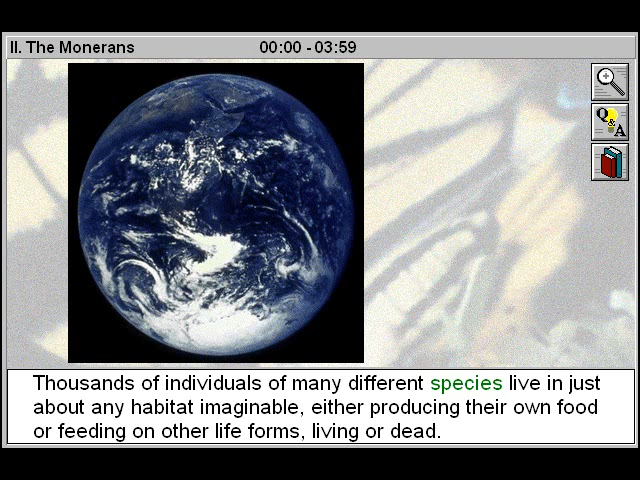 II. The Monerans 00:00 - 03:59
Q&A
Thousands of individuals of many different species live in just
about any habitat imaginable, either producing their own food
or feeding on other life forms, living or dead.